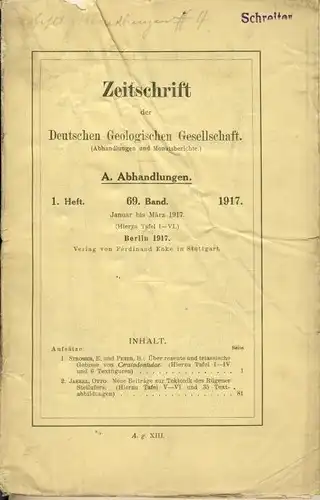 Schreiter
Zeitschrift
der
Deutschen Geologischen Gesellschaft.
(Abhandlungen und Monatsberichte.)
A. Abhandlungen.
1. Heft. 69. Band. 1917.
Januar bis März 1917.
(Hierzu Tafel I—VI.)
Berlin 1917.
Verlag von Ferdinand Enke in Stuttgart.
INHALT.
Aufsätze: Seite
1. STROMER, E. und PEYER, B.: Über rezente und triassische
Gebisse von Ceratodontidae. (Hierzu Tafel I—IV
und 6 Textfiguren) . . . . . . . . . . . 1
2. JAEKEL, OTTO: Neue Beiträge zur Tektonik des Rügener
Steilufers. (Hierzu Tafel V—VI und 35 Text-
abbildungen) . . . . . . . . . . . 81
A. g. XIII.